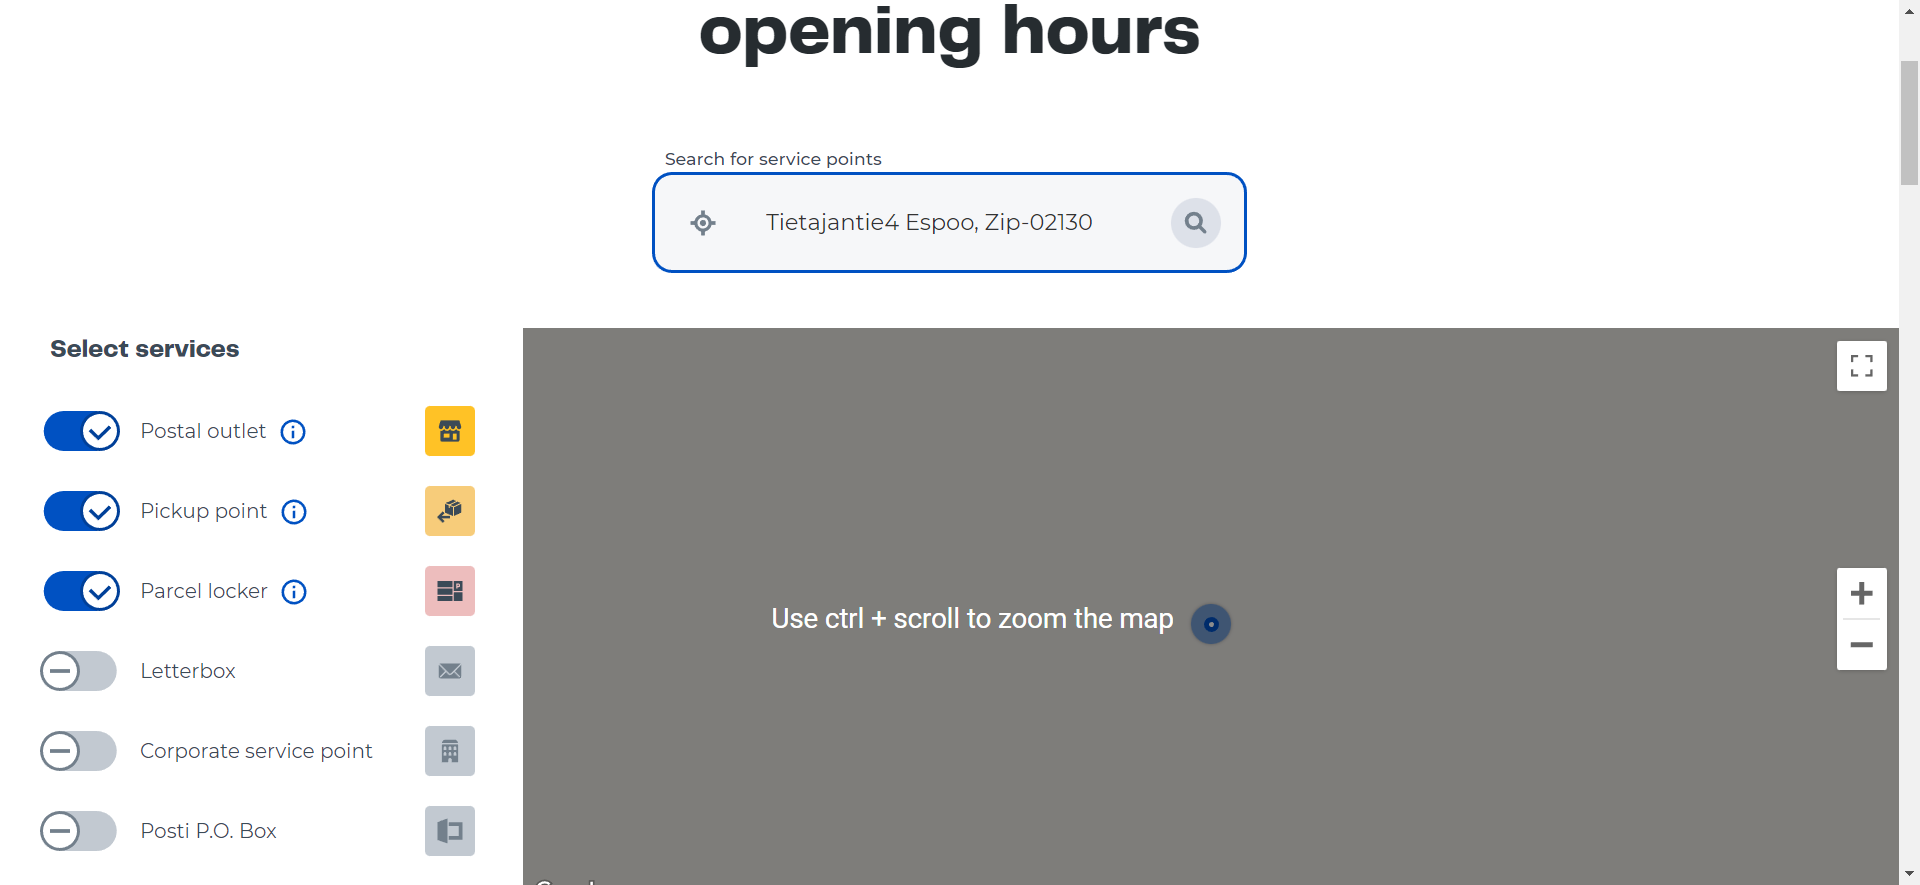 opening hours
Search for service points
Tietajantie4 Espoo, Zip-02130
Select services
Postal outlet
Pickup point
Parcel locker
Letterbox
Corporate service point
Posti P.O. Box
Use ctrl + scroll to zoom the map